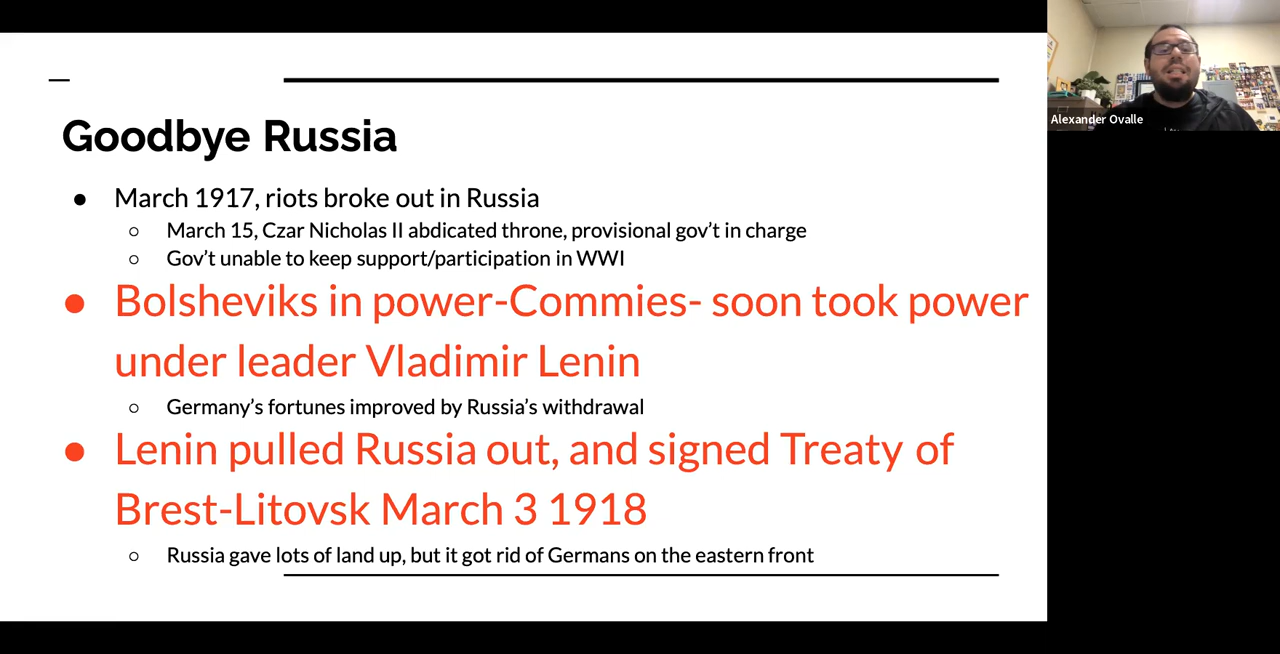 Goodbye Russia
● March 1917, riots broke out in Russia
○ March 15, Czar Nicholas II abdicated throne, provisional gov’t in charge
○ Gov’t unable to keep support/participation in WWI
● Bolsheviks in power-Commies- soon took power
under leader Vladimir Lenin
○ Germany’s fortunes improved by Russia’s withdrawal
● Lenin pulled Russia out, and signed Treaty of
Brest-Litovsk March 3 1918
○ Russia gave lots of land up, but it got rid of Germans on the eastern front
Alexander Ovalle